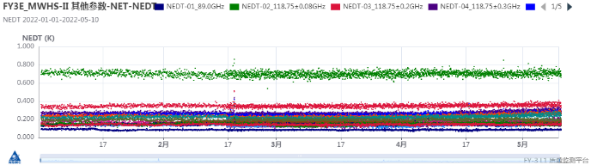 FY3E_MWHS-II 其他参数-NET-NEDT
NEDT-01_89.0GHz NEDT-02_118.75±0.08GHz NEDT-03_118.75±0.2GHz NEDT-04_118.75±0.3GHz 1/5
NEDT 2022-01-01-2022-05-10
NEDT (K)
1.000
0.800
0.600
0.400
0.200
0.000
17 2月 17 3月 17 4月 17 5月